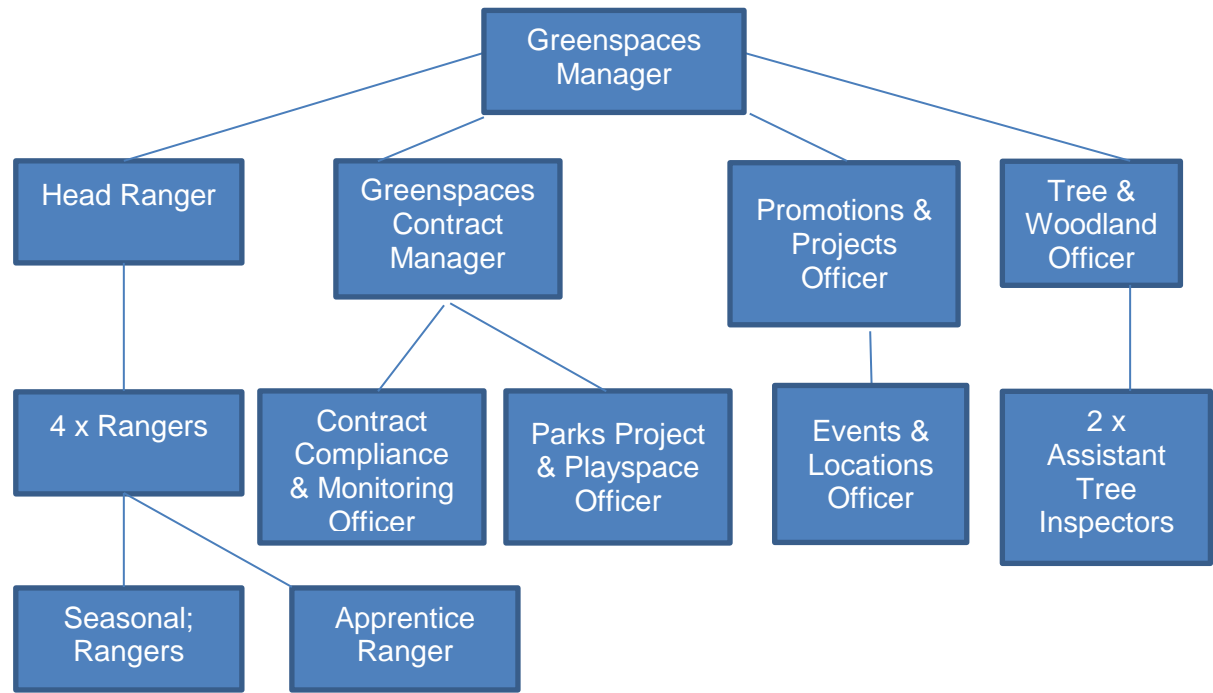 Greenspaces
Manager
Head Ranger
Greenspaces
Contract
Manager
Promotions &
Projects
Officer
Tree &
Woodland
Officer
4 x Rangers
Contract
Compliance
& Monitoring
Officer
Parks Project
& Playspace
Officer
Events &
Locations
Officer
2 x
Assistant
Tree
Inspectors
Seasonal;
Rangers
Apprentice
Ranger